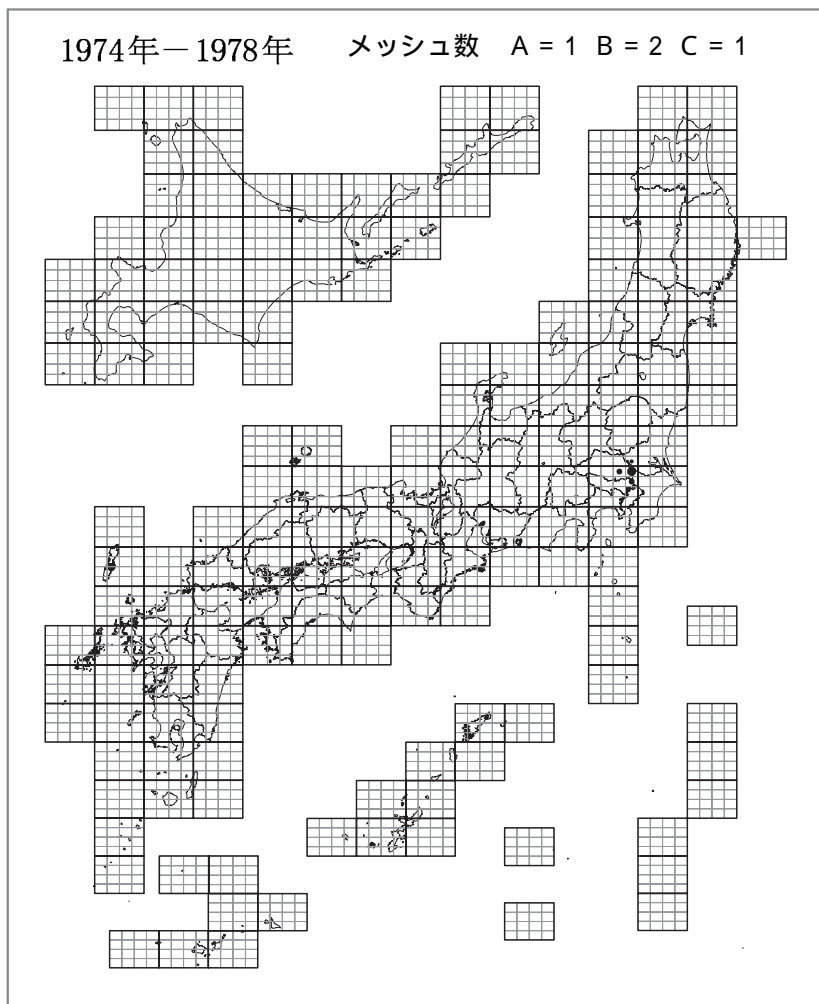 1974年－1978年 メッシュ数 A = 1 B = 2 C = 1